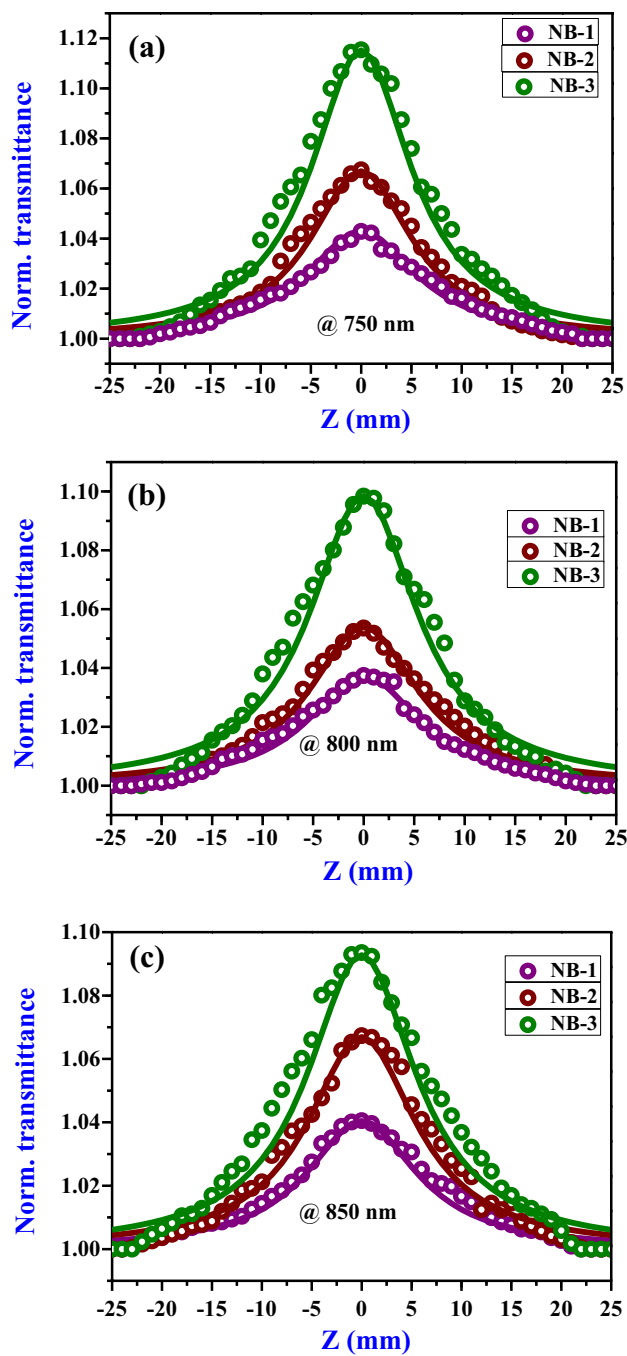 (a)
NB-1
NB-2
NB-3
1.12
1.10
1.08
1.06
1.04
1.02
1.00
Norm. transmittance
@ 750 nm
-25 -20 -15 -10 -5 0 5 10 15 20 25
Z (mm)
(b)
NB-1
NB-2
NB-3
1.10
1.08
1.06
1.04
1.02
1.00
Norm. transmittance
@ 800 nm
-25 -20 -15 -10 -5 0 5 10 15 20 25
Z (mm)
(c)
NB-1
NB-2
NB-3
1.10
1.08
1.06
1.04
1.02
1.00
Norm. transmittance
@ 850 nm
-25 -20 -15 -10 -5 0 5 10 15 20 25
Z (mm)